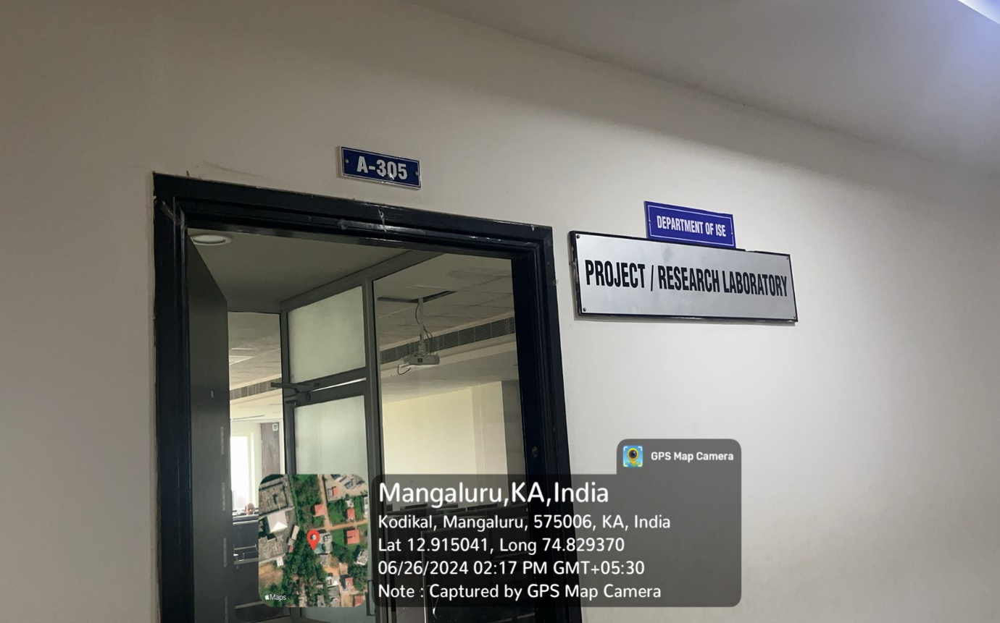 A-305
DEPARTMENT OF ISE
PROJECT / RESEARCH LABORATORY
GPS Map Camera
Mangaluru,KA,India
Kodikal, Mangaluru, 575006, KA, India
Lat 12.915041, Long 74.829370
06/26/2024 02:17 PM GMT+05:30
Note : Captured by GPS Map Camera
Maps